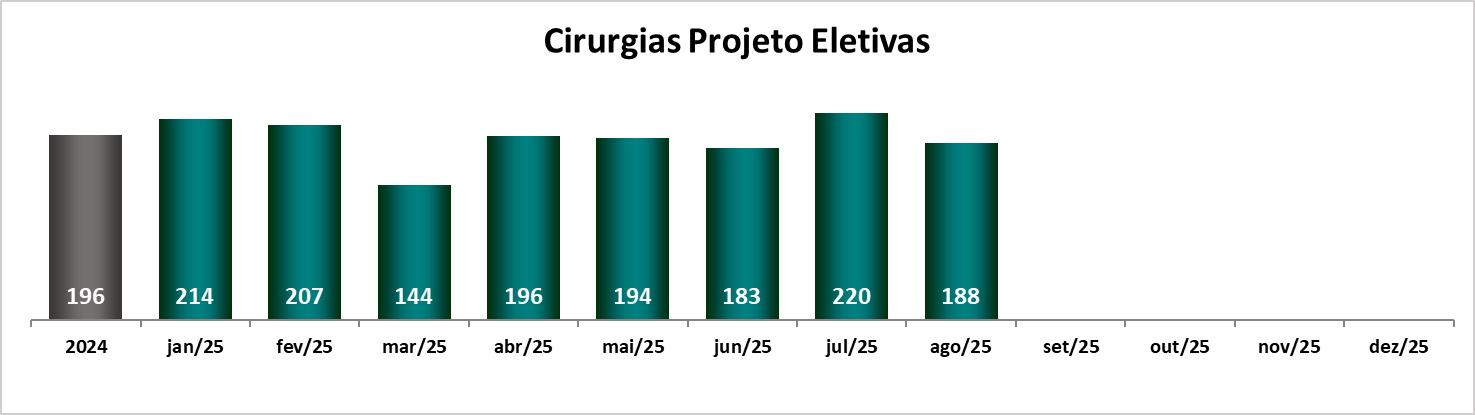 Cirurgias Projeto Eletivas
196 214 207 144 196 194 183 220 188
2024 jan/25 fev/25 mar/25 abr/25 mai/25 jun/25 jul/25 ago/25 set/25 out/25 nov/25 dez/25